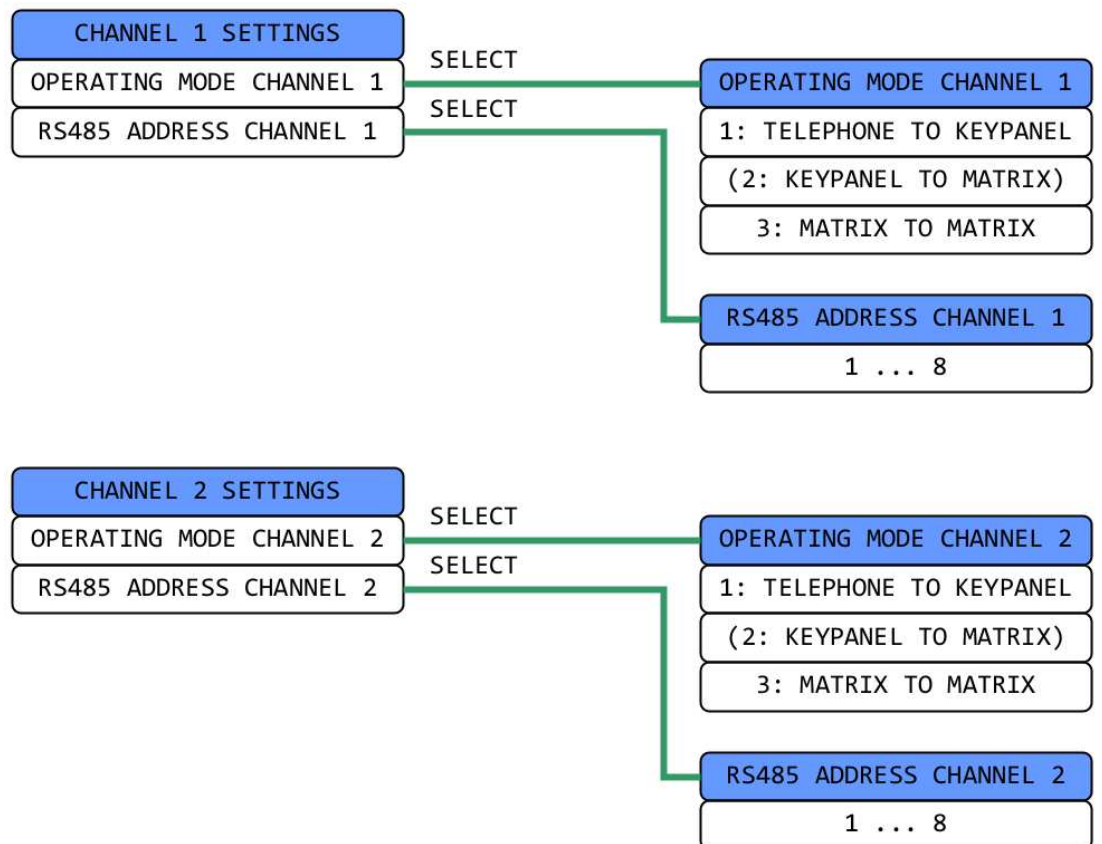 CHANNEL 1 SETTINGS
OPERATING MODE CHANNEL 1
RS485 ADDRESS CHANNEL 1
SELECT
SELECT
OPERATING MODE CHANNEL 1
1: TELEPHONE TO KEYPANEL
(2: KEYPANEL TO MATRIX)
3: MATRIX TO MATRIX
RS485 ADDRESS CHANNEL 1
1 ... 8
CHANNEL 2 SETTINGS
OPERATING MODE CHANNEL 2
RS485 ADDRESS CHANNEL 2
SELECT
SELECT
OPERATING MODE CHANNEL 2
1: TELEPHONE TO KEYPANEL
(2: KEYPANEL TO MATRIX)
3: MATRIX TO MATRIX
RS485 ADDRESS CHANNEL 2
1 ... 8